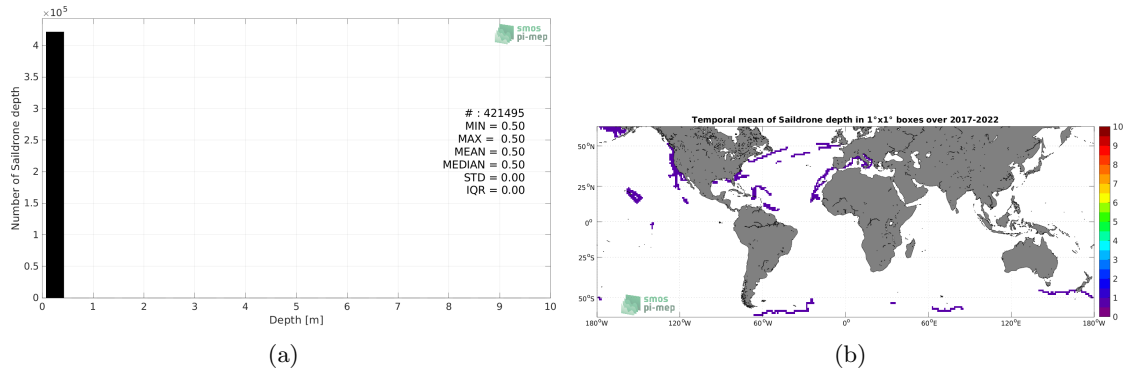 ×10⁵
4
3.5
3
2.5
2
1.5
1
0.5
0
Number of Saildrone depth
smos
pi-mep
# : 421495
MIN = 0.50
MAX = 0.50
MEAN = 0.50
MEDIAN = 0.50
STD = 0.00
IQR = 0.00
1 2 3 4 5 6 7 8 9 10
Depth [m]
(a)
Temporal mean of Saildrone depth in 1°x1° boxes over 2017-2022
50°N
25°N
0°
25°S
50°S
smos
pi-mep
180°W 120°W 60°W 0° 60°E 120°E 180°W
10
9
8
7
6
5
4
3
2
1
0
(b)